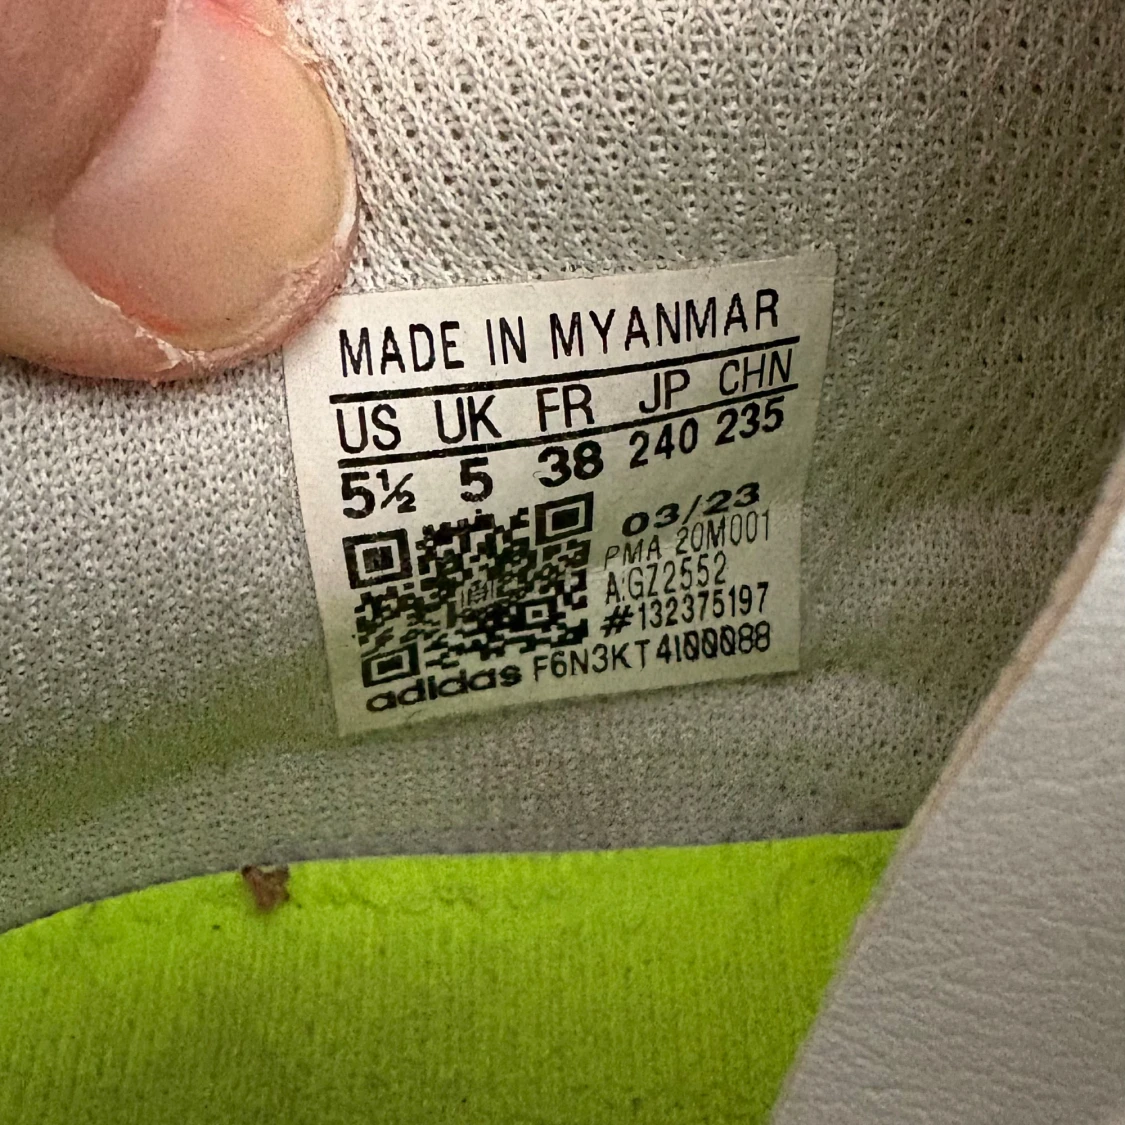 MADE IN MYANMAR
US UK FR JP CHN
5½ 5 38 240 235
03/23
PMA 20M001
A:GZ2552
#132375197
adidas F6N3KT4I00088